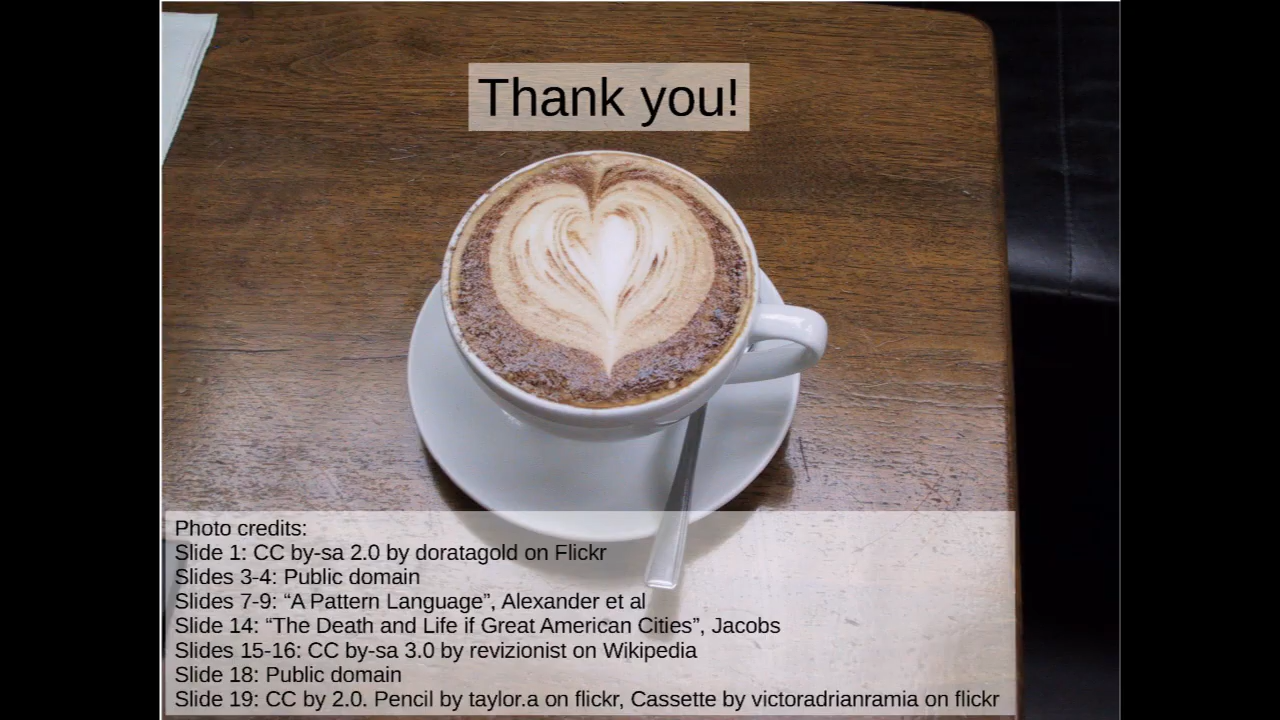 Thank you!
Photo credits:
Slide 1: CC by-sa 2.0 by doratagold on Flickr
Slides 3-4: Public domain
Slides 7-9: “A Pattern Language”, Alexander et al
Slide 14: “The Death and Life if Great American Cities”, Jacobs
Slides 15-16: CC by-sa 3.0 by revizionist on Wikipedia
Slide 18: Public domain
Slide 19: CC by 2.0. Pencil by taylor.a on flickr, Cassette by victoradrianramia on flickr